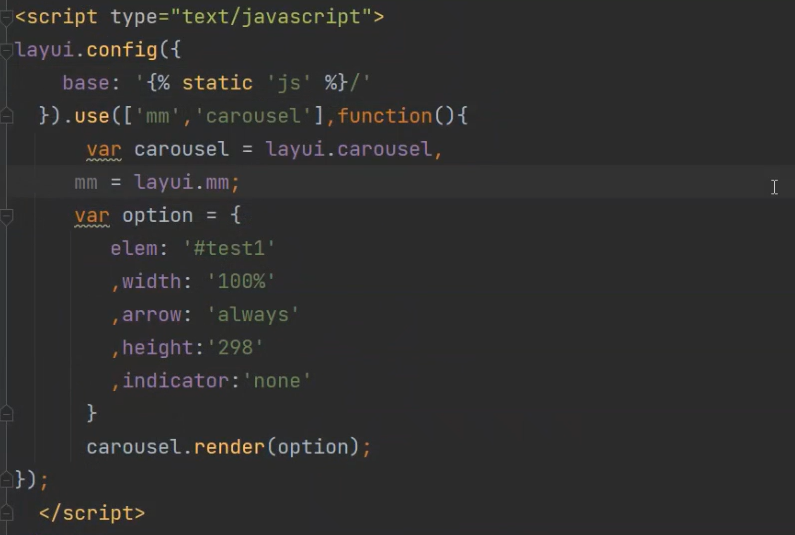 <script type="text/javascript">
layui.config({
    base: '{% static 'js' %}/'
  }).use(['mm','carousel'],function(){
      var carousel = layui.carousel,
     mm = layui.mm;
     var option = {
        elem: '#test1'
        ,width: '100%'
        ,arrow: 'always'
        ,height:'298'
        ,indicator:'none'
      }
      carousel.render(option);
});
  </script>